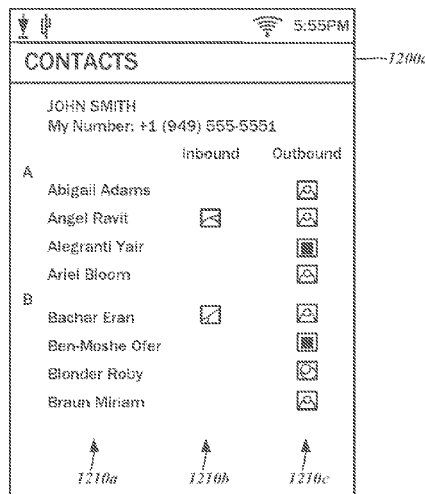 5:55PM
CONTACTS
1200c
JOHN SMITH
My Number: +1 (949) 555-5551
Inbound Outbound
A
Abigail Adams
Angel Ravit
Alegranti Yair
Ariel Bloom
B
Bachar Eran
Ben-Moshe Ofer
Blonder Roby
Braun Miriam
1210a 1210b 1210c